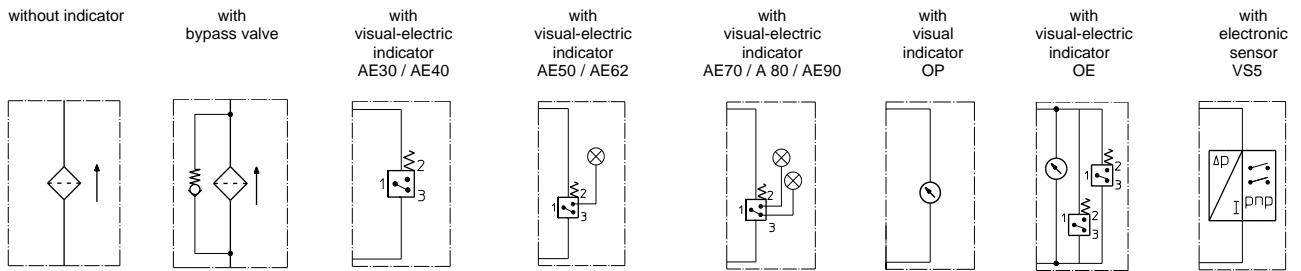 without indicator
with
bypass valve
with
visual-electric
indicator
AE30 / AE40
with
visual-electric
indicator
AE50 / AE62
with
visual-electric
indicator
AE70 / A 80 / AE90
with
visual
indicator
OP
with
visual-electric
indicator
OE
with
electronic
sensor
VS5
2
1
3
2
1
3
2
1
3
2
1
3
2
1
3
Δp
I
pnp